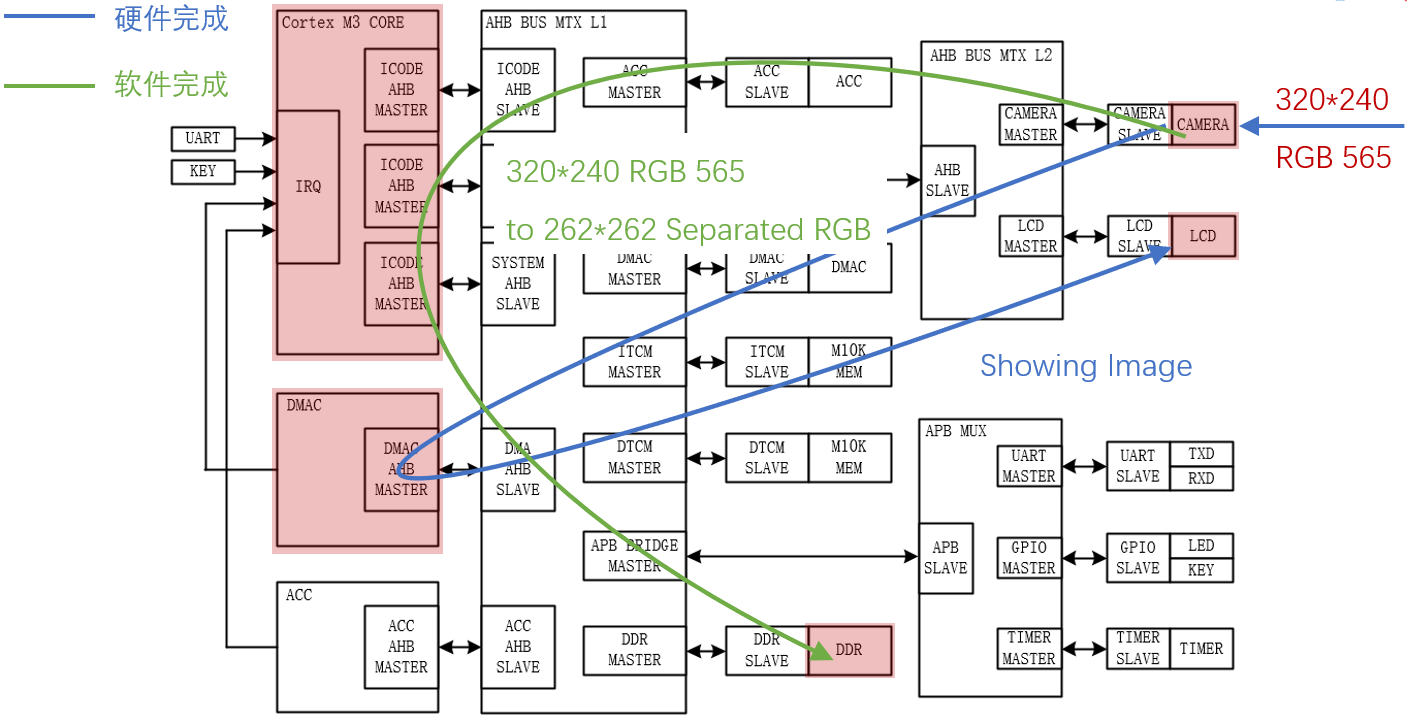 硬件完成
软件完成
Cortex M3 CORE
ICODE
AHB
MASTER
ICODE
AHB
MASTER
ICODE
AHB
MASTER
IRQ
UART
KEY
DMAC
DMAC
AHB
MASTER
ACC
ACC
AHB
MASTER
AHB BUS MTX L1
ICODE
AHB
SLAVE
SYSTEM
AHB
SLAVE
DMA
AHB
SLAVE
ACC
AHB
SLAVE
ACC
MASTER
ACC
SLAVE
ACC
320*240 RGB 565
to 262*262 Separated RGB
DMAC
MASTER
DMAC
SLAVE
DMAC
ITCM
MASTER
ITCM
SLAVE
M10K
MEM
DTCM
MASTER
DTCM
SLAVE
M10K
MEM
APB BRIDGE
MASTER
DDR
MASTER
DDR
SLAVE
DDR
AHB BUS MTX L2
AHB
SLAVE
CAMERA
MASTER
CAMERA
SLAVE
CAMERA
LCD
MASTER
LCD
SLAVE
LCD
320*240
RGB 565
Showing Image
APB MUX
APB
SLAVE
UART
MASTER
UART
SLAVE
TXD
RXD
GPIO
MASTER
GPIO
SLAVE
LED
KEY
TIMER
MASTER
TIMER
SLAVE
TIMER